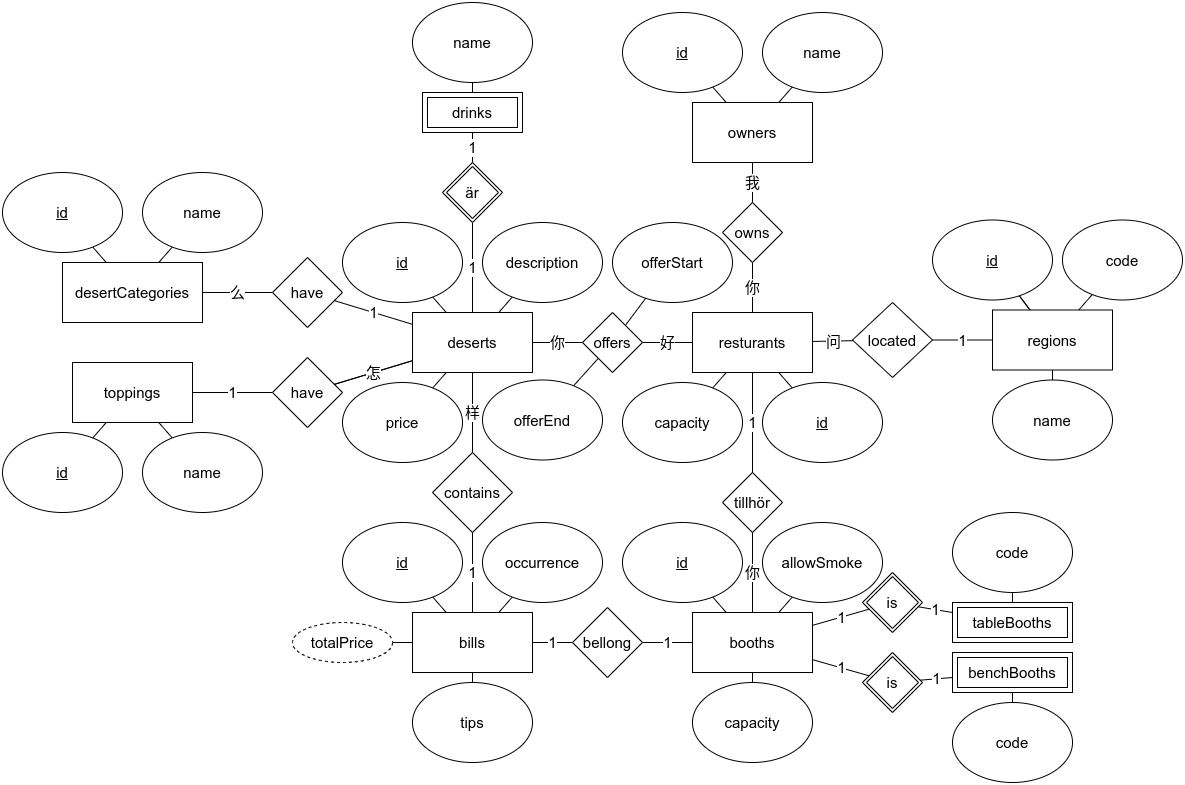 name
id
name
drinks
owners
1
我
id
name
är
owns
id
code
id
description
offerStart
desertCategories
么
have
1
1
你
deserts
你
offers
好
resturants
问
located
1
regions
toppings
1
have
怎
price
样
offerEnd
capacity
1
id
name
id
name
contains
tillhör
id
occurrence
1
id
你
allowSmoke
code
is
1
tableBooths
1
totalPrice
bills
1
bellong
1
booths
1
is
1
benchBooths
tips
capacity
code